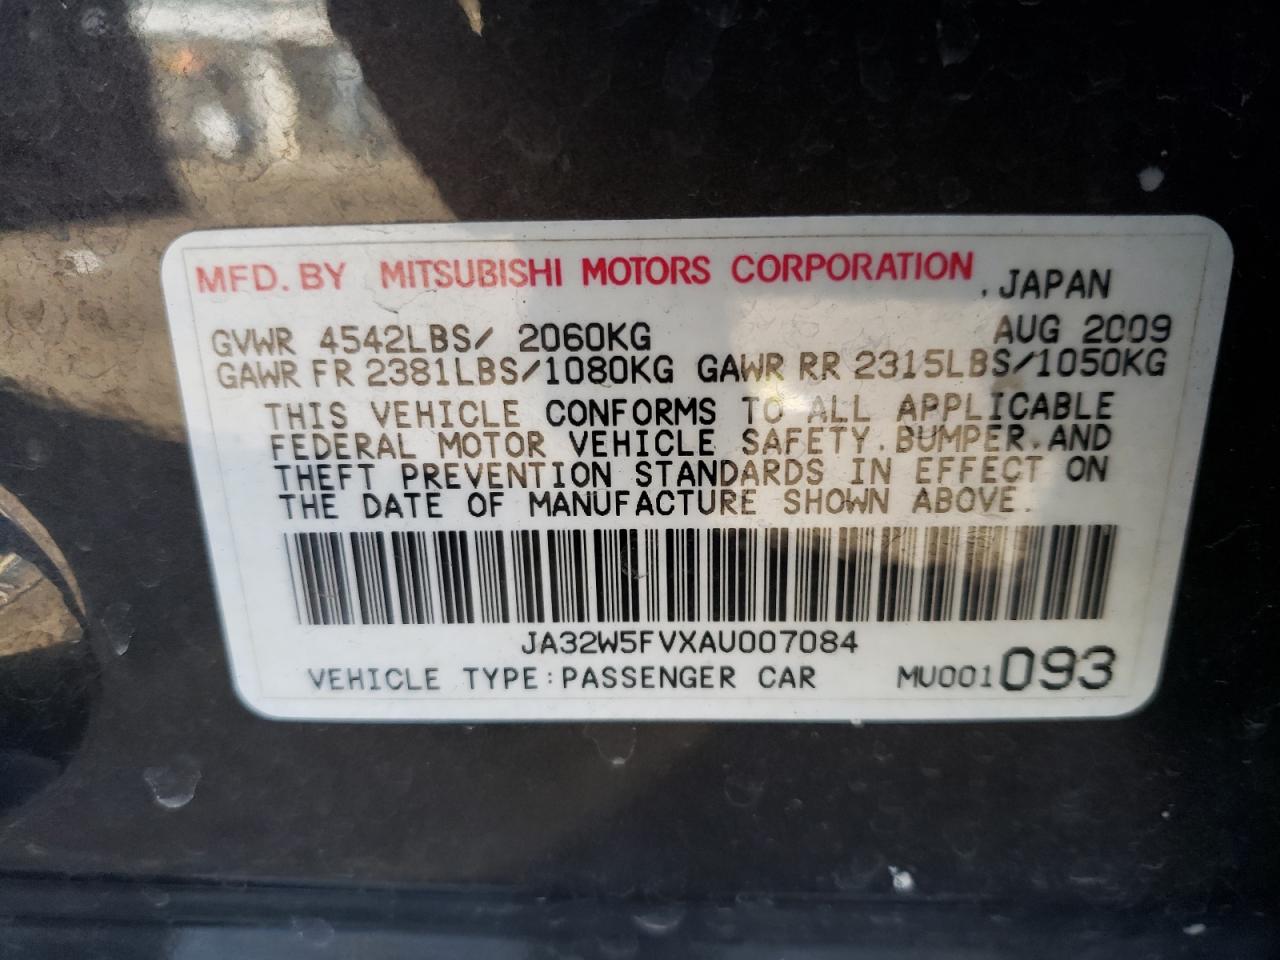 MFD. BY MITSUBISHI MOTORS CORPORATION , JAPAN
GVWR 4542LBS/ 2060KG AUG 2009
GAWR FR 2381LBS/1080KG GAWR RR 2315LBS/1050KG
THIS VEHICLE CONFORMS TO ALL APPLICABLE
FEDERAL MOTOR VEHICLE SAFETY, BUMPER, AND
THEFT PREVENTION STANDARDS IN EFFECT ON
THE DATE OF MANUFACTURE SHOWN ABOVE.
JA32W5FVXAU007084
VEHICLE TYPE:PASSENGER CAR MU001093